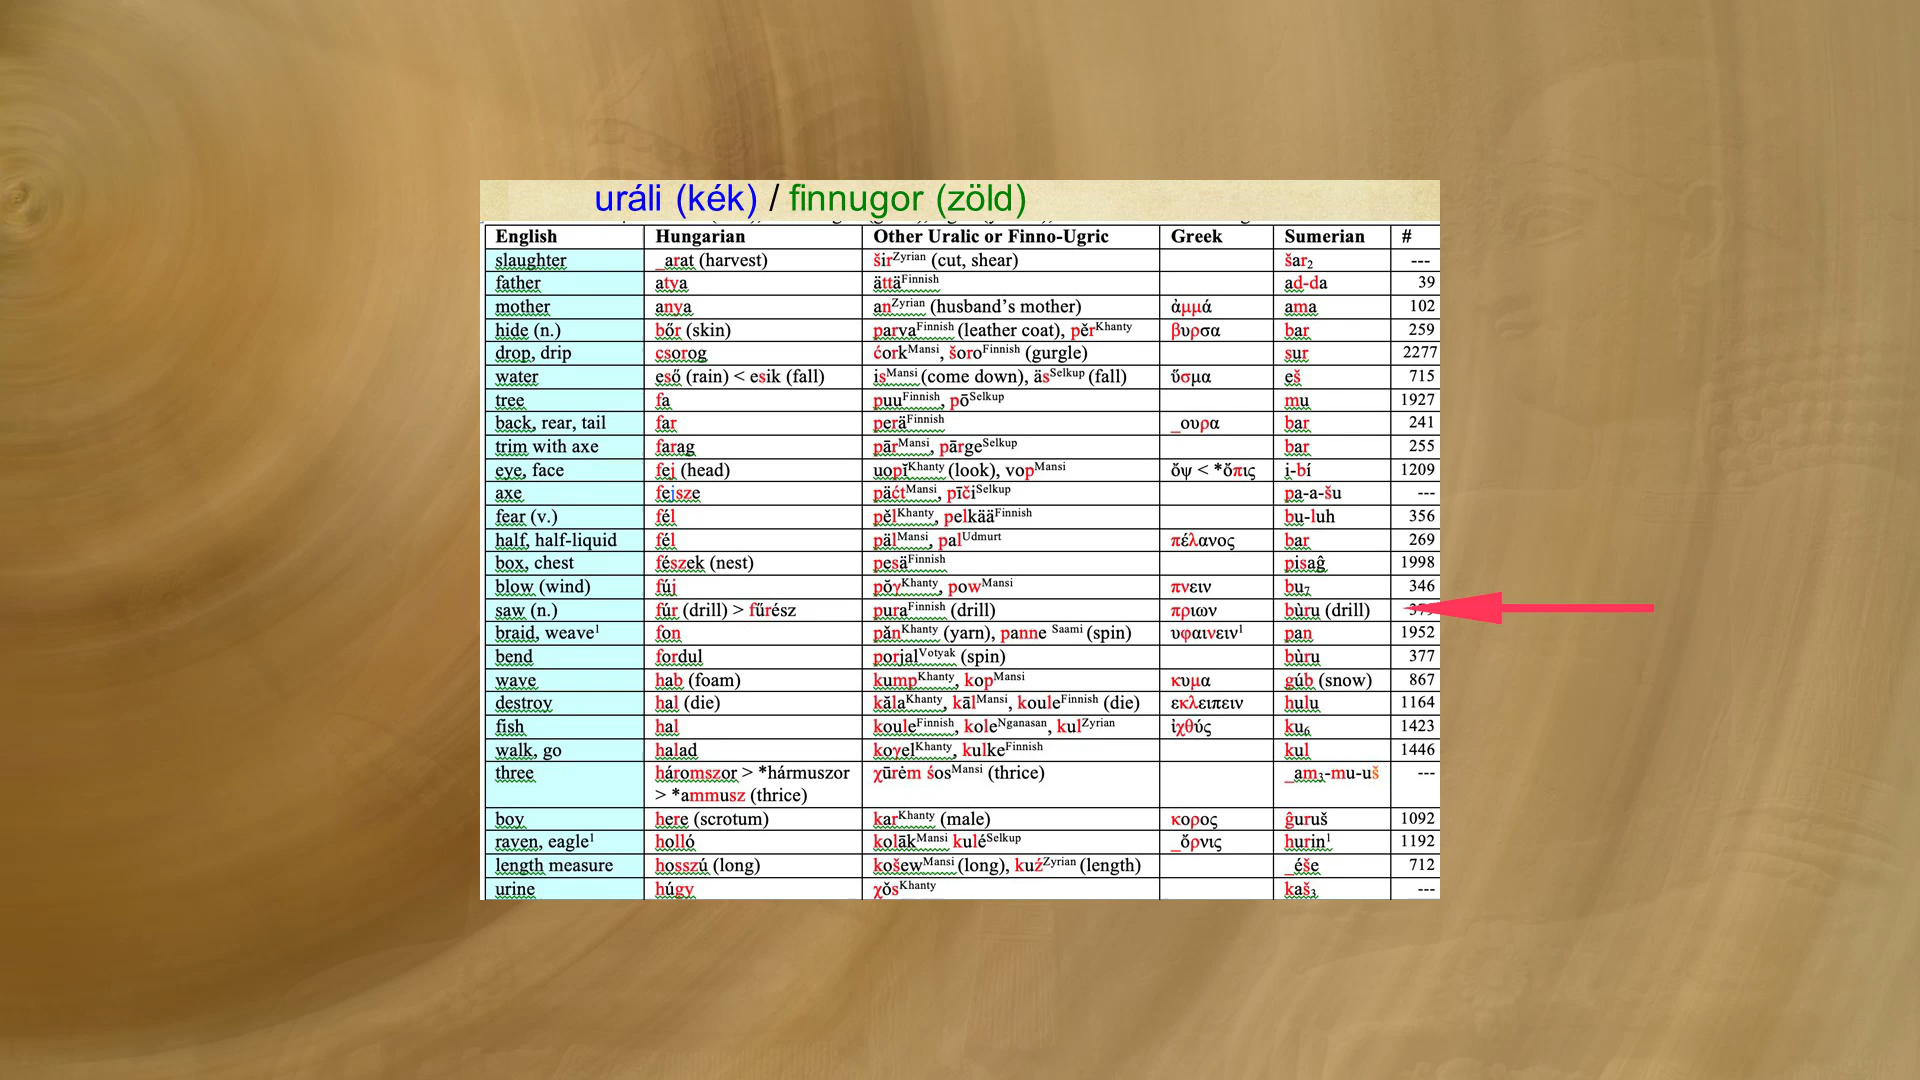 uráli (kék) / finnugor (zöld)
English Hungarian Other Uralic or Finno-Ugric Greek Sumerian #
slaughter _arat (harvest) širZyrian (cut, shear) šar₂ ---
father atya ättäFinnish ad-da 39
mother anya anZyrian (husband’s mother) ἀμμά ama 102
hide (n.) bőr (skin) parvaFinnish (leather coat), pĕrKhanty βυρσα bar 259
drop, drip csorog ćorkMansi, šoroFinnish (gurgle) sur 2277
water eső (rain) < esik (fall) isMansi (come down), äsSelkup (fall) ὕσμα eš 715
tree fa puuFinnish, pōSelkup mu 1927
back, rear, tail far peräFinnish _ουρα bar 241
trim with axe farag pārMansi, pārgeSelkup bar 255
eye, face fej (head) uopĭKhanty (look), vopMansi ὄψ < *ὄπις i-bí 1209
axe fejsze päćtMansi, pīčiSelkup pa-a-šu ---
fear (v.) fél pĕlKhanty, pelkääFinnish bu-luh 356
half, half-liquid fél pälMansi, palUdmurt πέλανος bar 269
box, chest fészek (nest) pesäFinnish pisaĝ 1998
blow (wind) fúj pŏγKhanty, powMansi πνειν bu₇ 346
saw (n.) fúr (drill) > fűrész puraFinnish (drill) πριων bùru (drill)
braid, weave¹ fon pănKhanty (yarn), panne Saami (spin) υφαινειν¹ pan 1952
bend fordul porjalVotyak (spin) bùru 377
wave hab (foam) kumpKhanty, kopMansi κυμα gúb (snow) 867
destroy hal (die) kălaKhanty, kālMansi, kouleFinnish (die) εκλειπειν hulu 1164
fish hal kouleFinnish, koleNganasan, kulZyrian ἰχθύς ku₆ 1423
walk, go halad koγelKhanty, kulkeFinnish kul 1446
three háromszor > *hármuszor χūrėm śosMansi (thrice) _am₃-mu-uš ---
> *ammusz (thrice)
boy here (scrotum) karKhanty (male) κορος ĝuruš 1092
raven, eagle¹ holló kolākMansi kuléSelkup _ὄρνις hurin¹ 1192
length measure hosszú (long) košewMansi (long), kuźZyrian (length) _éše 712
urine húgy χŏsKhanty kaš₃ ---